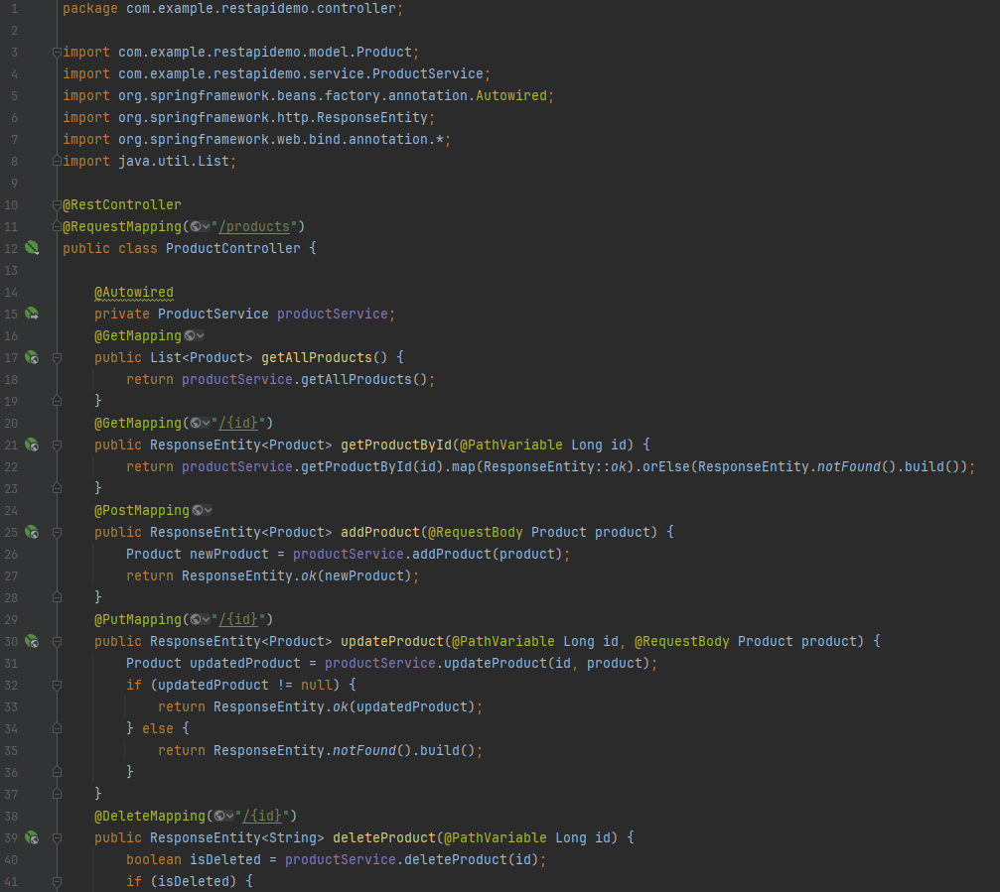 1 package com.example.restapidemo.controller;
2
3 import com.example.restapidemo.model.Product;
4 import com.example.restapidemo.service.ProductService;
5 import org.springframework.beans.factory.annotation.Autowired;
6 import org.springframework.http.ResponseEntity;
7 import org.springframework.web.bind.annotation.*;
8 import java.util.List;
9
10 @RestController
11 @RequestMapping("/products")
12 public class ProductController {
13
14     @Autowired
15     private ProductService productService;
16     @GetMapping
17     public List<Product> getAllProducts() {
18         return productService.getAllProducts();
19     }
20     @GetMapping("/{id}")
21     public ResponseEntity<Product> getProductById(@PathVariable Long id) {
22         return productService.getProductById(id).map(ResponseEntity::ok).orElse(ResponseEntity.notFound().build());
23     }
24     @PostMapping
25     public ResponseEntity<Product> addProduct(@RequestBody Product product) {
26         Product newProduct = productService.addProduct(product);
27         return ResponseEntity.ok(newProduct);
28     }
29     @PutMapping("/{id}")
30     public ResponseEntity<Product> updateProduct(@PathVariable Long id, @RequestBody Product product) {
31         Product updatedProduct = productService.updateProduct(id, product);
32         if (updatedProduct != null) {
33             return ResponseEntity.ok(updatedProduct);
34         } else {
35             return ResponseEntity.notFound().build();
36         }
37     }
38     @DeleteMapping("/{id}")
39     public ResponseEntity<String> deleteProduct(@PathVariable Long id) {
40         boolean isDeleted = productService.deleteProduct(id);
41         if (isDeleted) {